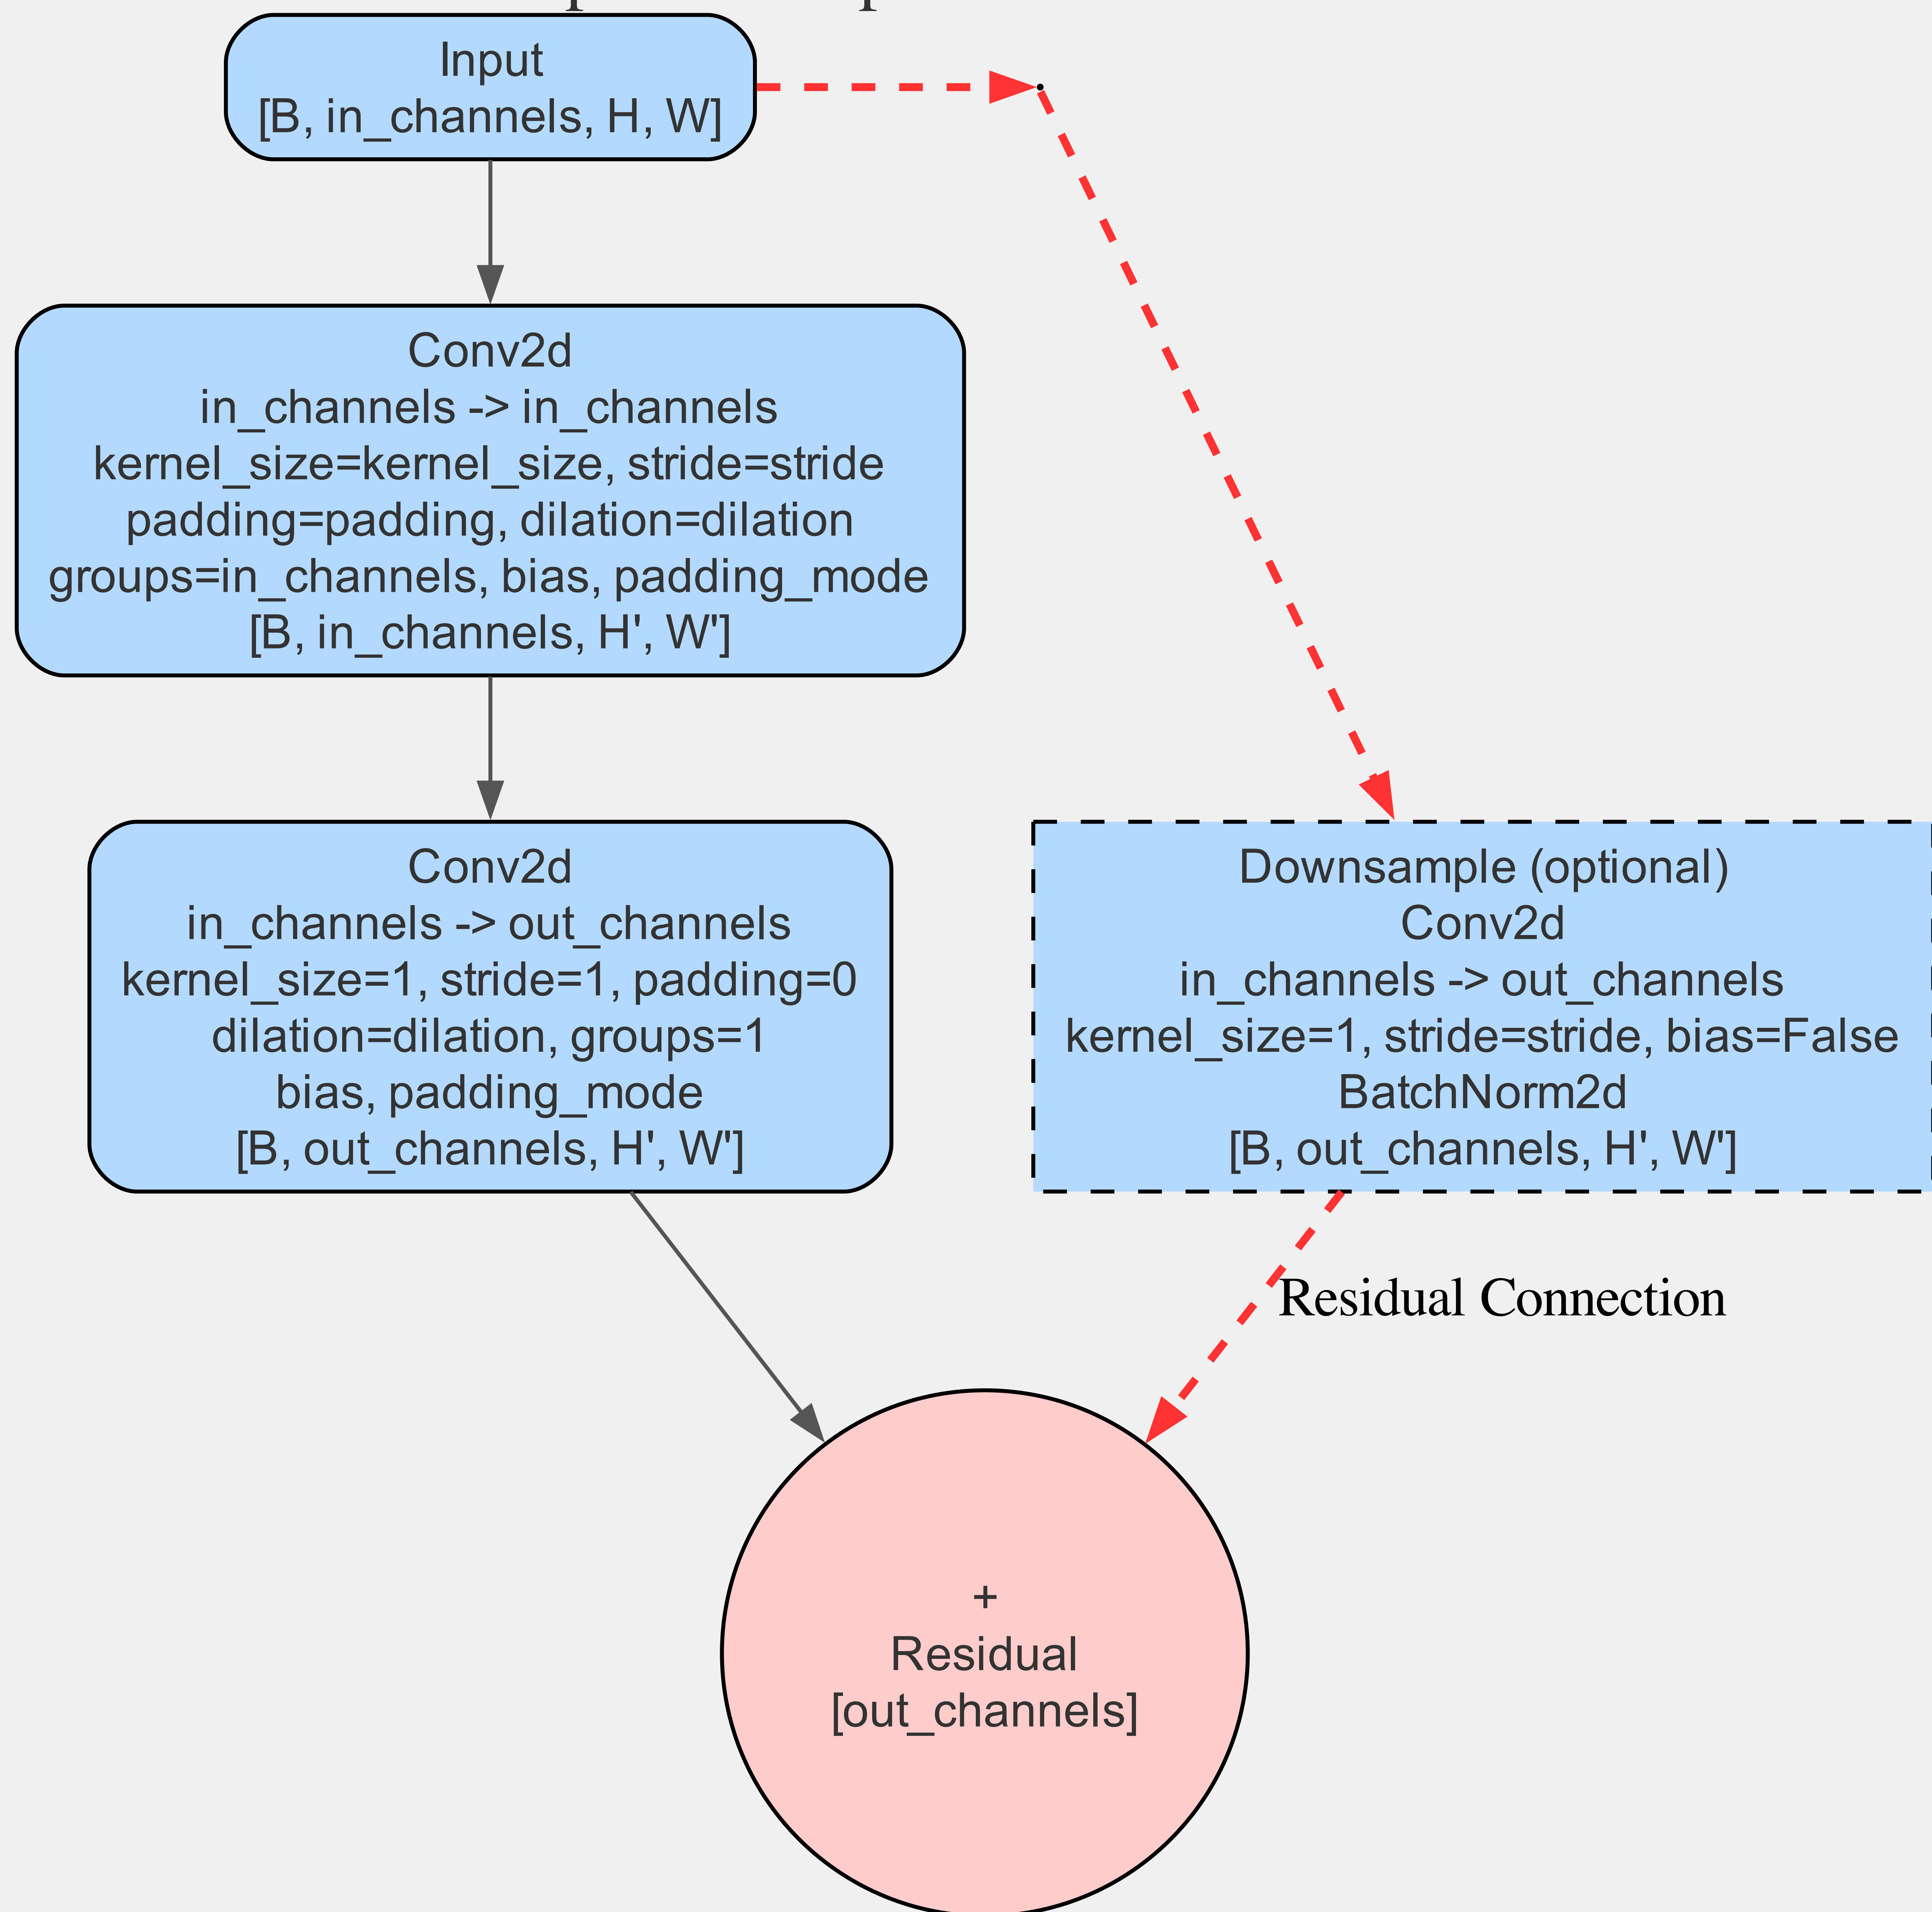 Input
[B, in_channels, H, W]
Conv2d
in_channels -> in_channels
kernel_size=kernel_size, stride=stride
padding=padding, dilation=dilation
groups=in_channels, bias, padding_mode
[B, in_channels, H', W']
Conv2d
in_channels -> out_channels
kernel_size=1, stride=1, padding=0
dilation=dilation, groups=1
bias, padding_mode
[B, out_channels, H', W']
Downsample (optional)
Conv2d
in_channels -> out_channels
kernel_size=1, stride=stride, bias=False
BatchNorm2d
[B, out_channels, H', W']
Residual Connection
+
Residual
[out_channels]